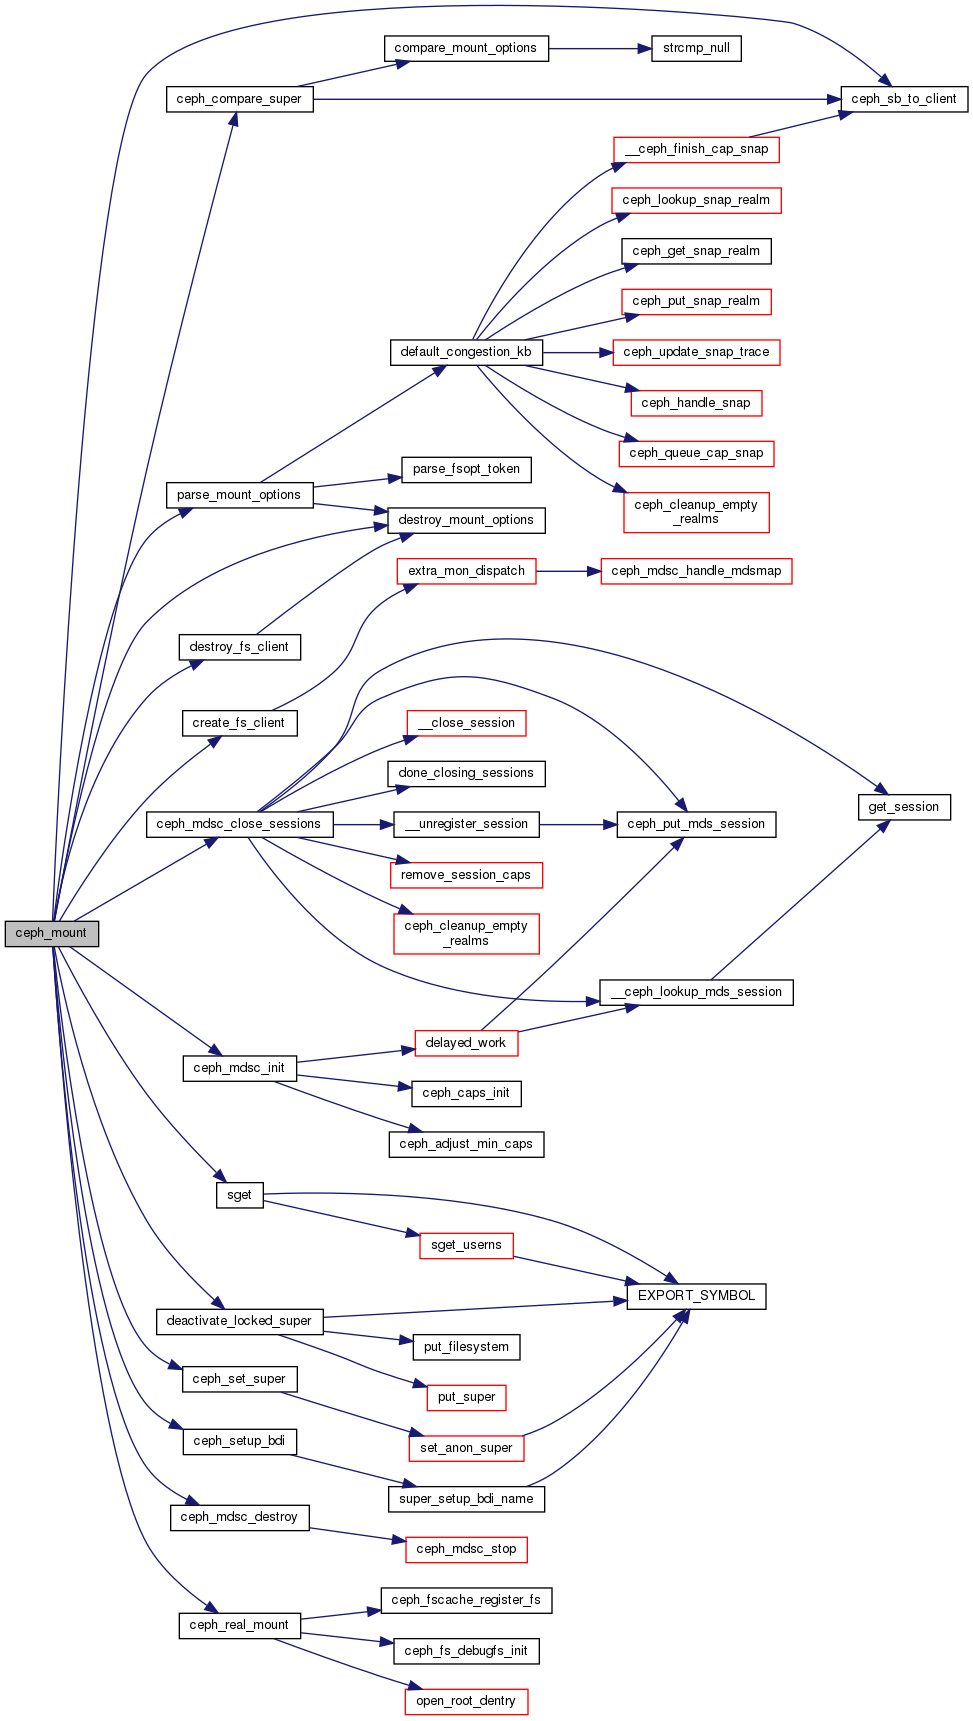 compare_mount_options
strcmp_null
ceph_compare_super
ceph_sb_to_client
__ceph_finish_cap_snap
ceph_lookup_snap_realm
ceph_get_snap_realm
ceph_put_snap_realm
default_congestion_kb
ceph_update_snap_trace
ceph_handle_snap
ceph_queue_cap_snap
parse_fsopt_token
parse_mount_options
ceph_cleanup_empty
_realms
destroy_mount_options
extra_mon_dispatch
ceph_mdsc_handle_mdsmap
destroy_fs_client
create_fs_client
__close_session
done_closing_sessions
get_session
ceph_mdsc_close_sessions
__unregister_session
ceph_put_mds_session
remove_session_caps
ceph_cleanup_empty
_realms
ceph_mount
__ceph_lookup_mds_session
delayed_work
ceph_mdsc_init
ceph_caps_init
ceph_adjust_min_caps
sget
sget_userns
EXPORT_SYMBOL
deactivate_locked_super
put_filesystem
ceph_set_super
put_super
ceph_setup_bdi
set_anon_super
super_setup_bdi_name
ceph_mdsc_destroy
ceph_mdsc_stop
ceph_fscache_register_fs
ceph_real_mount
ceph_fs_debugfs_init
open_root_dentry